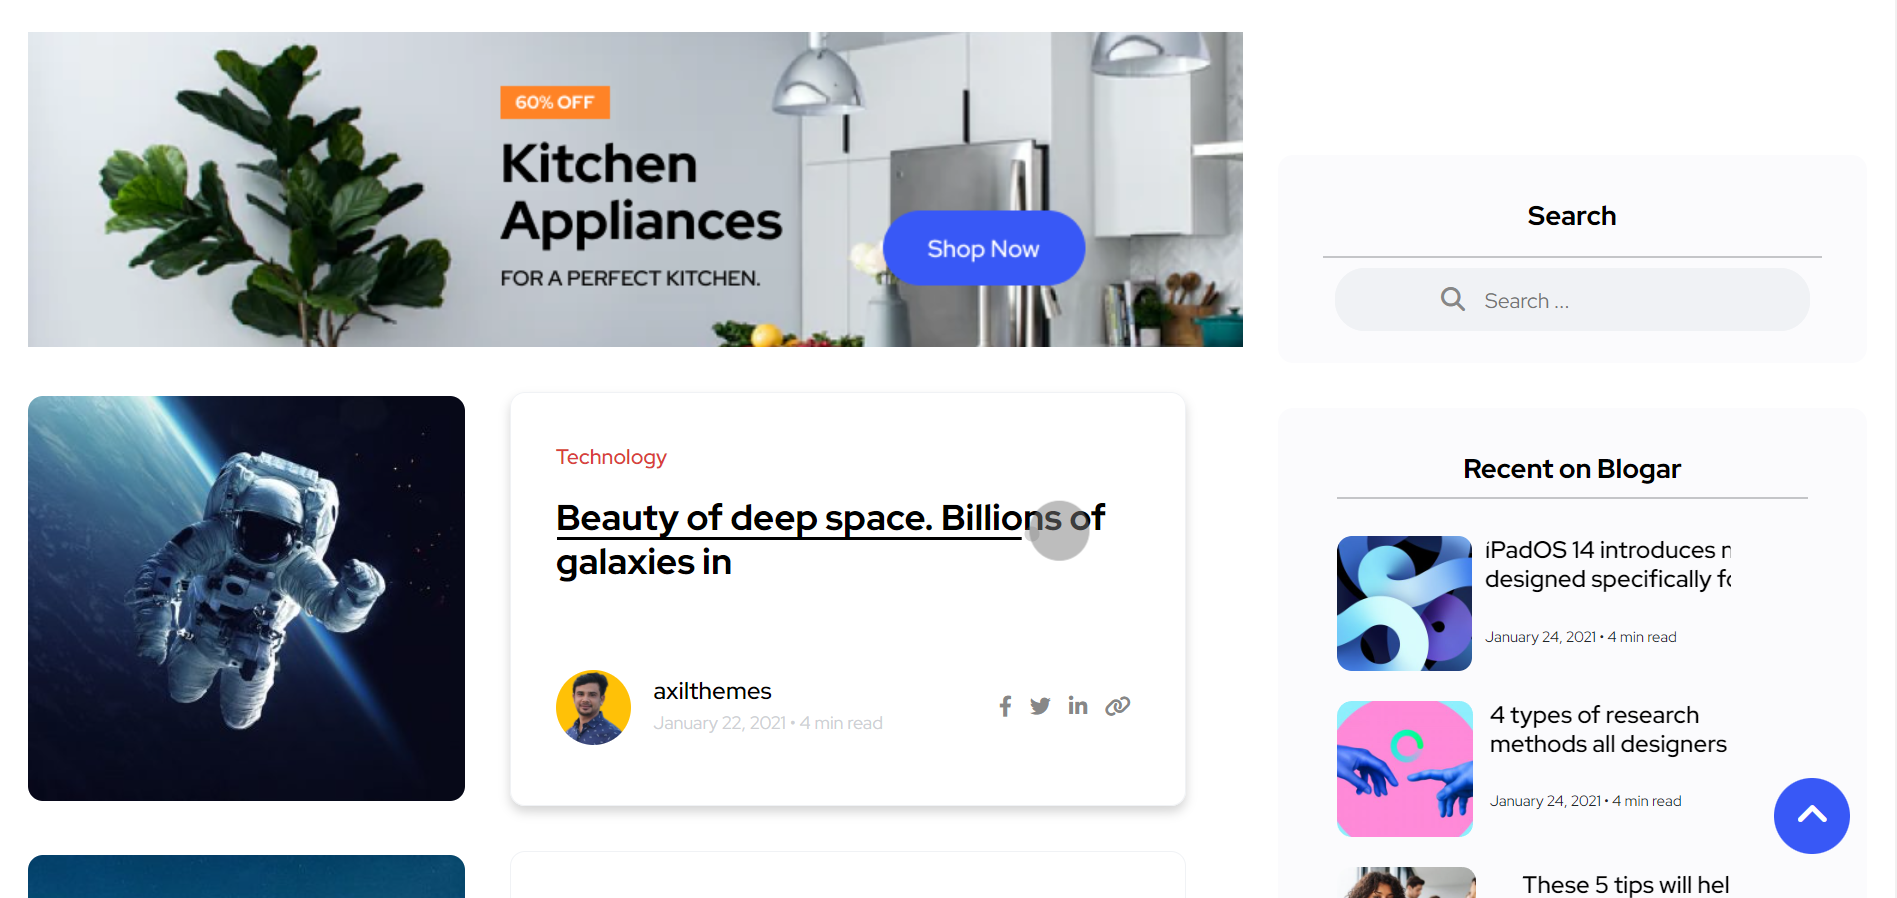 60% OFF
Kitchen
Appliances
FOR A PERFECT KITCHEN.
Shop Now
Search
Search ...
Technology
Beauty of deep space. Billions of
galaxies in
axilthemes
January 22, 2021 • 4 min read
Recent on Blogar
iPadOS 14 introduces
designed specifically
January 24, 2021 • 4 min read
4 types of research
methods all designers
January 24, 2021 • 4 min read
These 5 tips will hel